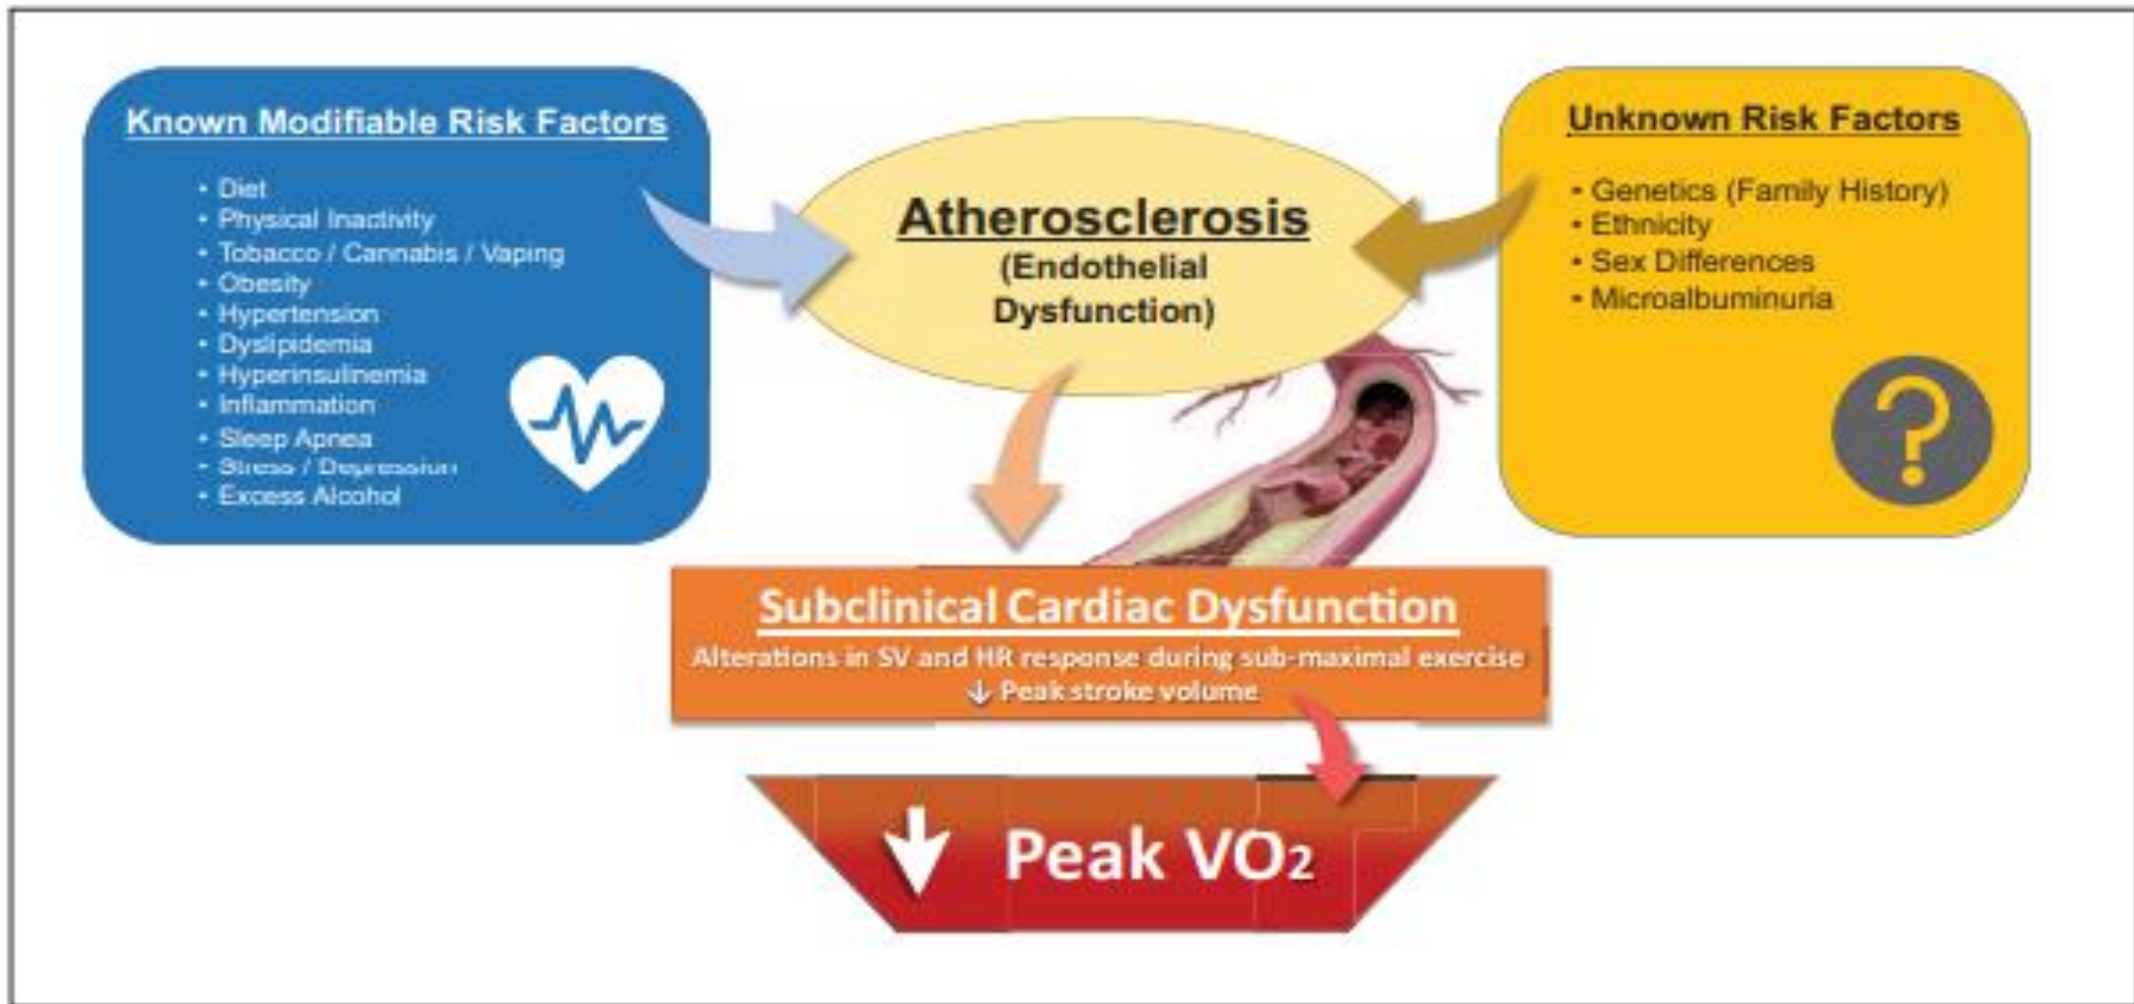 Known Modifiable Risk Factors
• Diet
• Physical Inactivity
• Tobacco / Cannabis / Vaping
• Obesity
• Hypertension
• Dyslipidemia
• Hyperinsulinemia
• Inflammation
• Sleep Apnea
• Stress / Depression
• Excess Alcohol
Atherosclerosis
(Endothelial
Dysfunction)
Unknown Risk Factors
• Genetics (Family History)
• Ethnicity
• Sex Differences
• Microalbuminuria
?
Subclinical Cardiac Dysfunction
Alterations in SV and HR response during sub-maximal exercise
↓ Peak stroke volume
↓ Peak VO₂